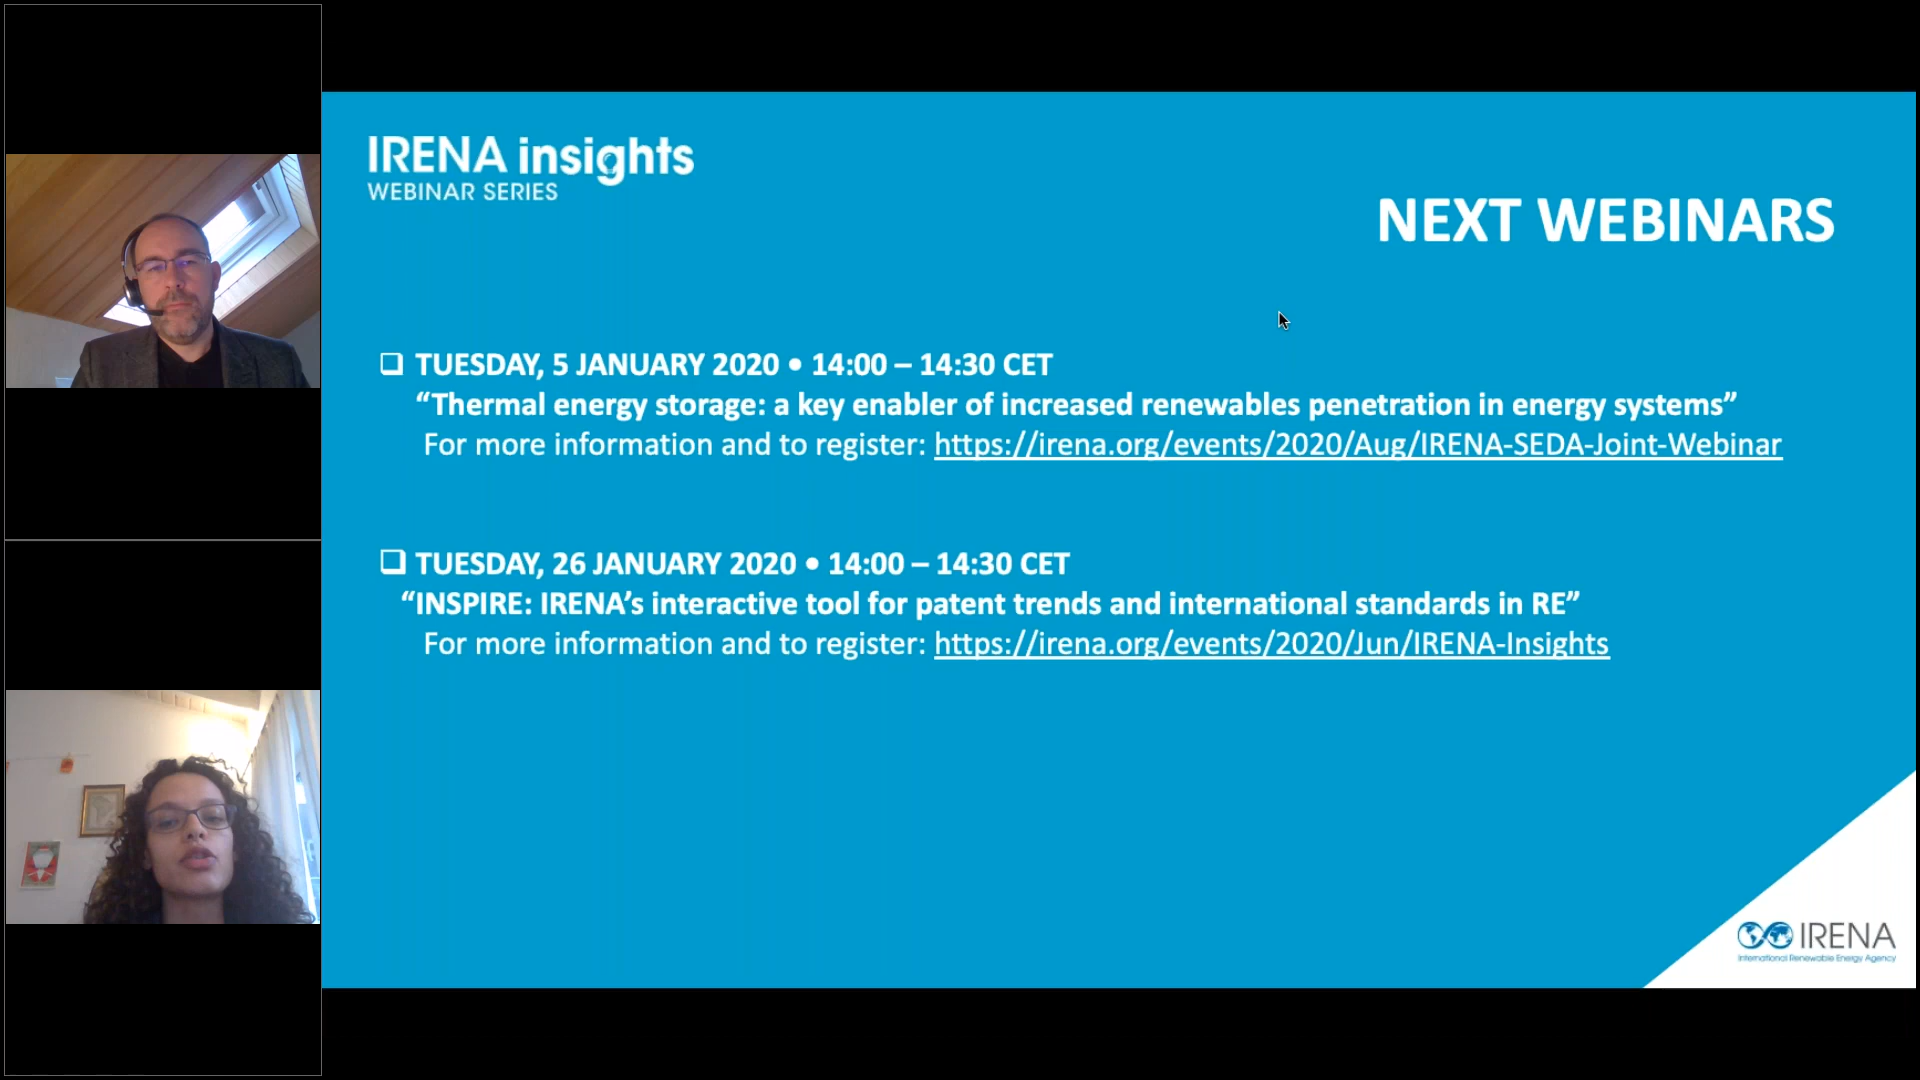 IRENA insights
WEBINAR SERIES
NEXT WEBINARS
❑ TUESDAY, 5 JANUARY 2020 • 14:00 – 14:30 CET
“Thermal energy storage: a key enabler of increased renewables penetration in energy systems”
For more information and to register: https://irena.org/events/2020/Aug/IRENA-SEDA-Joint-Webinar
❑ TUESDAY, 26 JANUARY 2020 • 14:00 – 14:30 CET
“INSPIRE: IRENA’s interactive tool for patent trends and international standards in RE”
For more information and to register: https://irena.org/events/2020/Jun/IRENA-Insights
IRENA
International Renewable Energy Agency